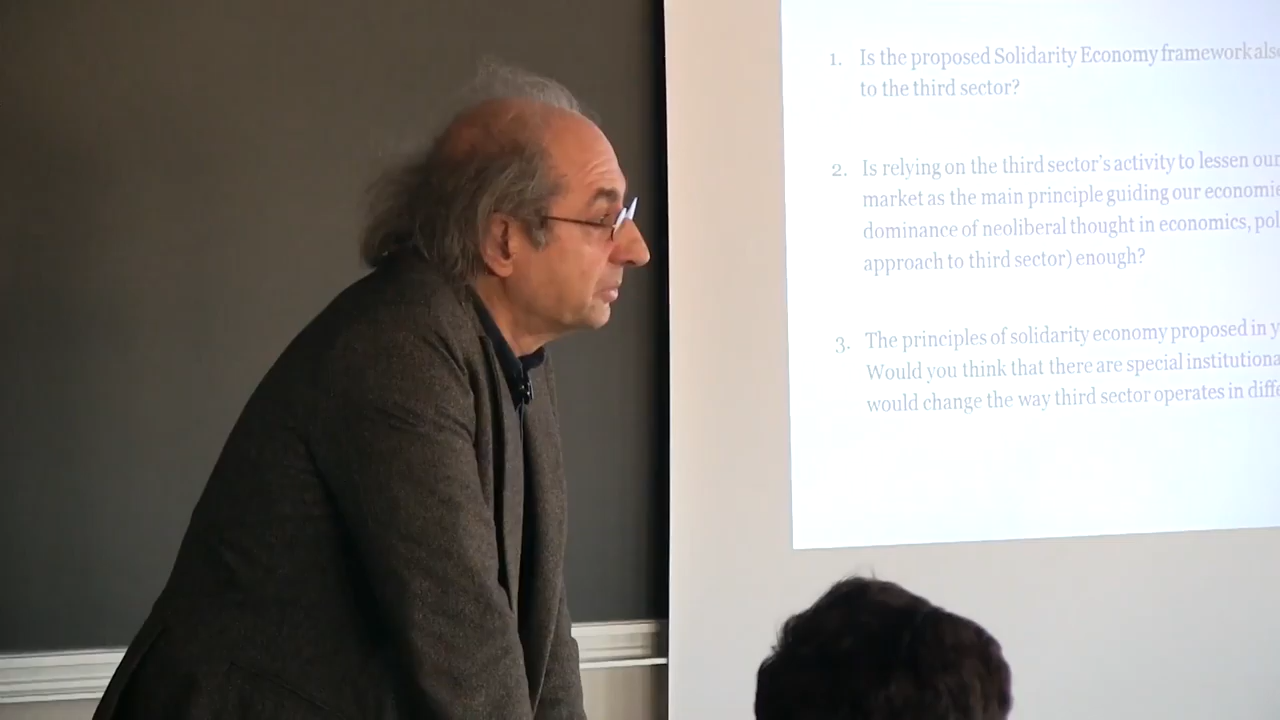 1. Is the proposed Solidarity Economy framework also
to the third sector?
2. Is relying on the third sector's activity to lessen our
market as the main principle guiding our economic
dominance of neoliberal thought in economics, pol
approach to third sector) enough?
3. The principles of solidarity economy proposed in y
Would you think that there are special institutiona
would change the way third sector operates in diffe